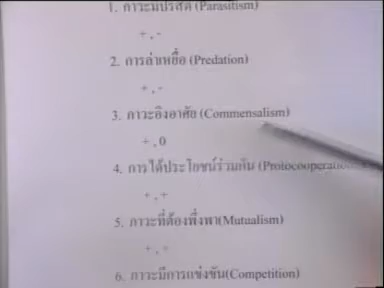 1. ภาวะมีปรสิต (Parasitism)
+ , -
2. การล่าเหยื่อ (Predation)
+ , -
3. ภาวะอิงอาศัย (Commensalism)
+ , 0
4. การได้ประโยชน์ร่วมกัน (Protocooperation
+ , +
5. ภาวะที่ต้องพึ่งพา(Mutualism)
+ , +
6. ภาวะมีการแข่งขัน(Competition)